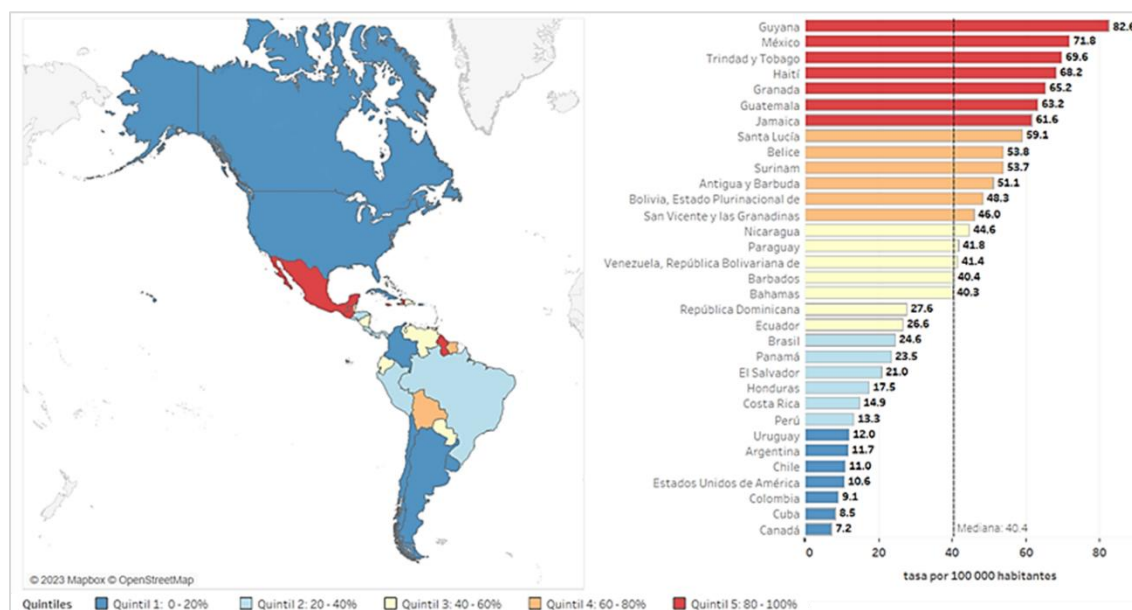 Guyana 82.6
México 71.8
Trindad y Tobago 69.6
Haití 68.2
Granada 65.2
Guatemala 63.2
Jamaica 61.6
Santa Lucía 59.1
Belice 53.8
Surinam 53.7
Antigua y Barbuda 51.1
Bolivia, Estado Plurinacional de 48.3
San Vicente y las Granadinas 46.0
Nicaragua 44.6
Paraguay 41.8
Venezuela, República Bolivariana de 41.4
Barbados 40.4
Bahamas 40.3
República Dominicana 27.6
Ecuador 26.6
Brasil 24.6
Panamá 23.5
El Salvador 21.0
Honduras 17.5
Costa Rica 14.9
Perú 13.3
Uruguay 12.0
Argentina 11.7
Chile 11.0
Estados Unidos de América 10.6
Colombia 9.1
Cuba 8.5
Canadá 7.2
Mediana: 40.4
0 20 40 60 80
tasa por 100 000 habitantes
© 2023 Mapbox © OpenStreetMap
Quintiles Quintil 1: 0 - 20% Quintil 2: 20 - 40% Quintil 3: 40 - 60% Quintil 4: 60 - 80% Quintil 5: 80 - 100%